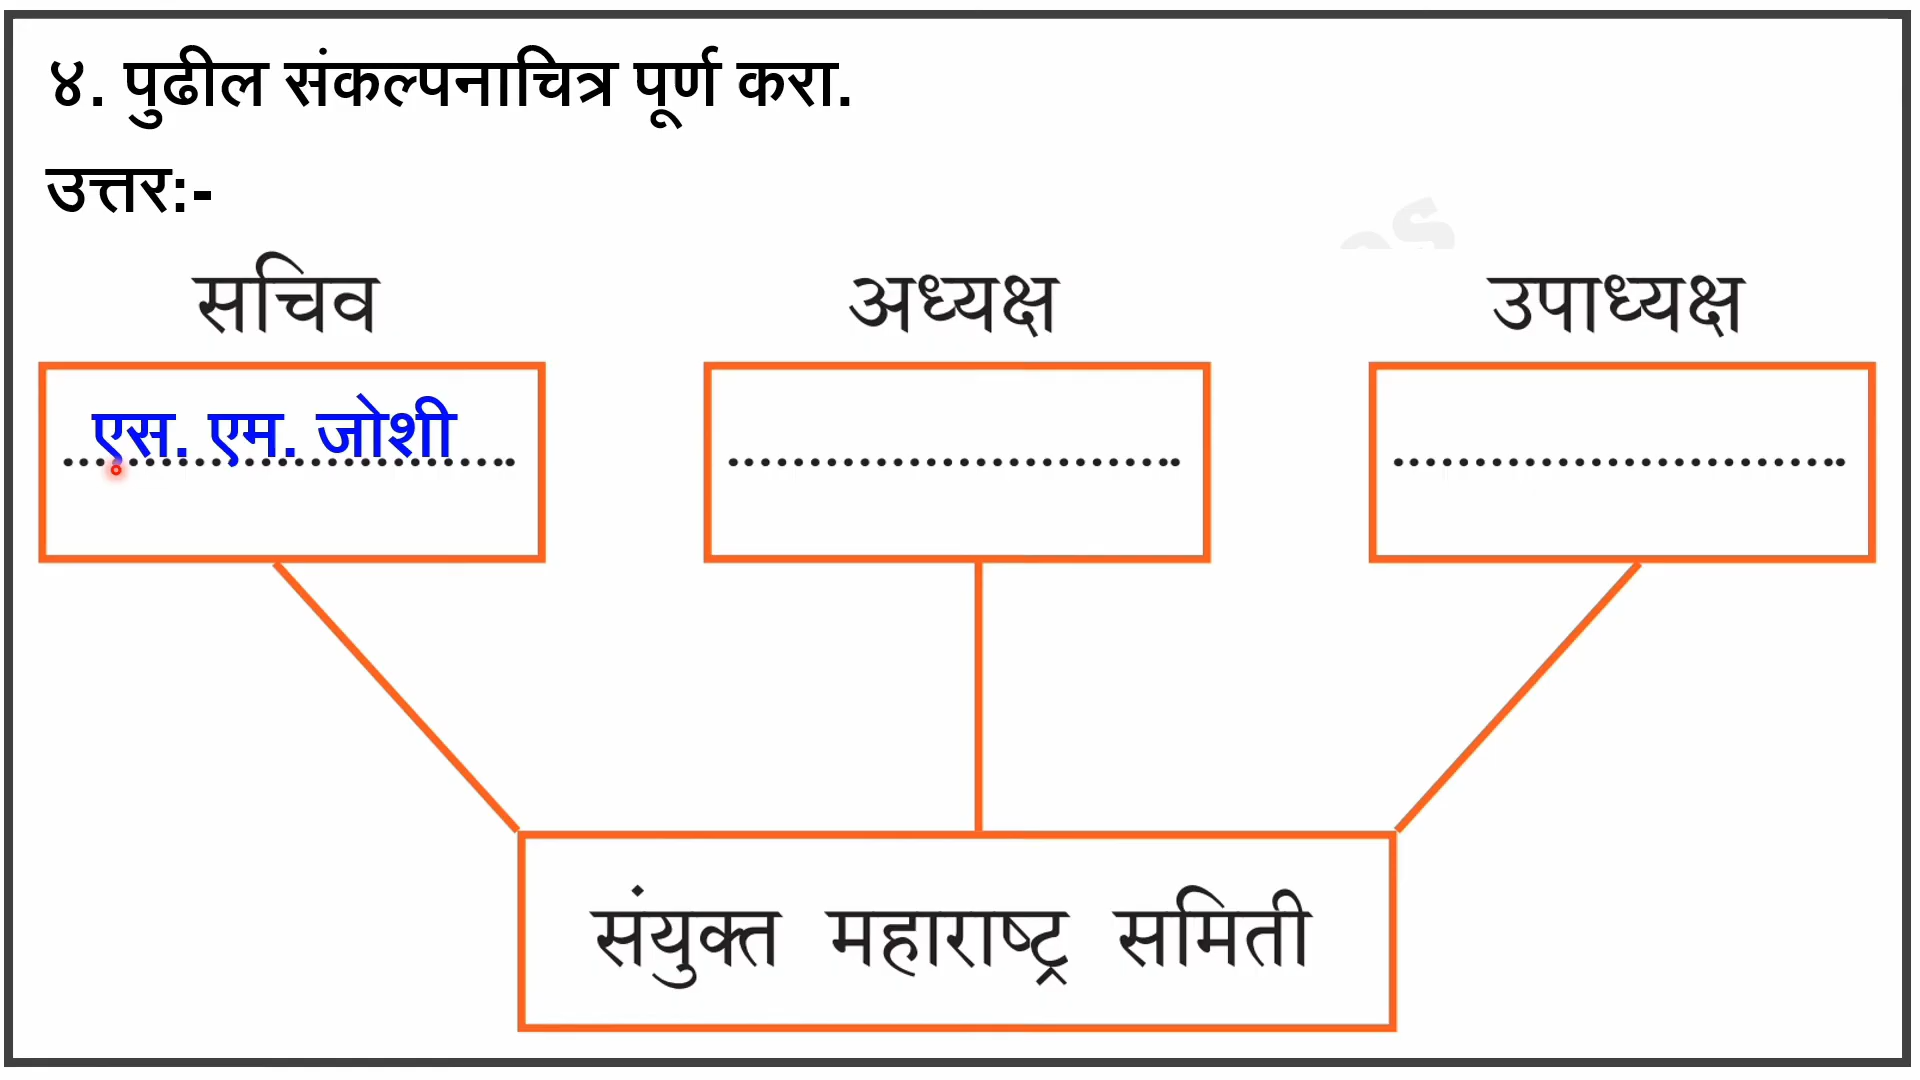 ४. पुढील संकल्पनाचित्र पूर्ण करा.
उत्तर:-
सचिव अध्यक्ष उपाध्यक्ष
एस. एम. जोशी
संयुक्त महाराष्ट्र समिती